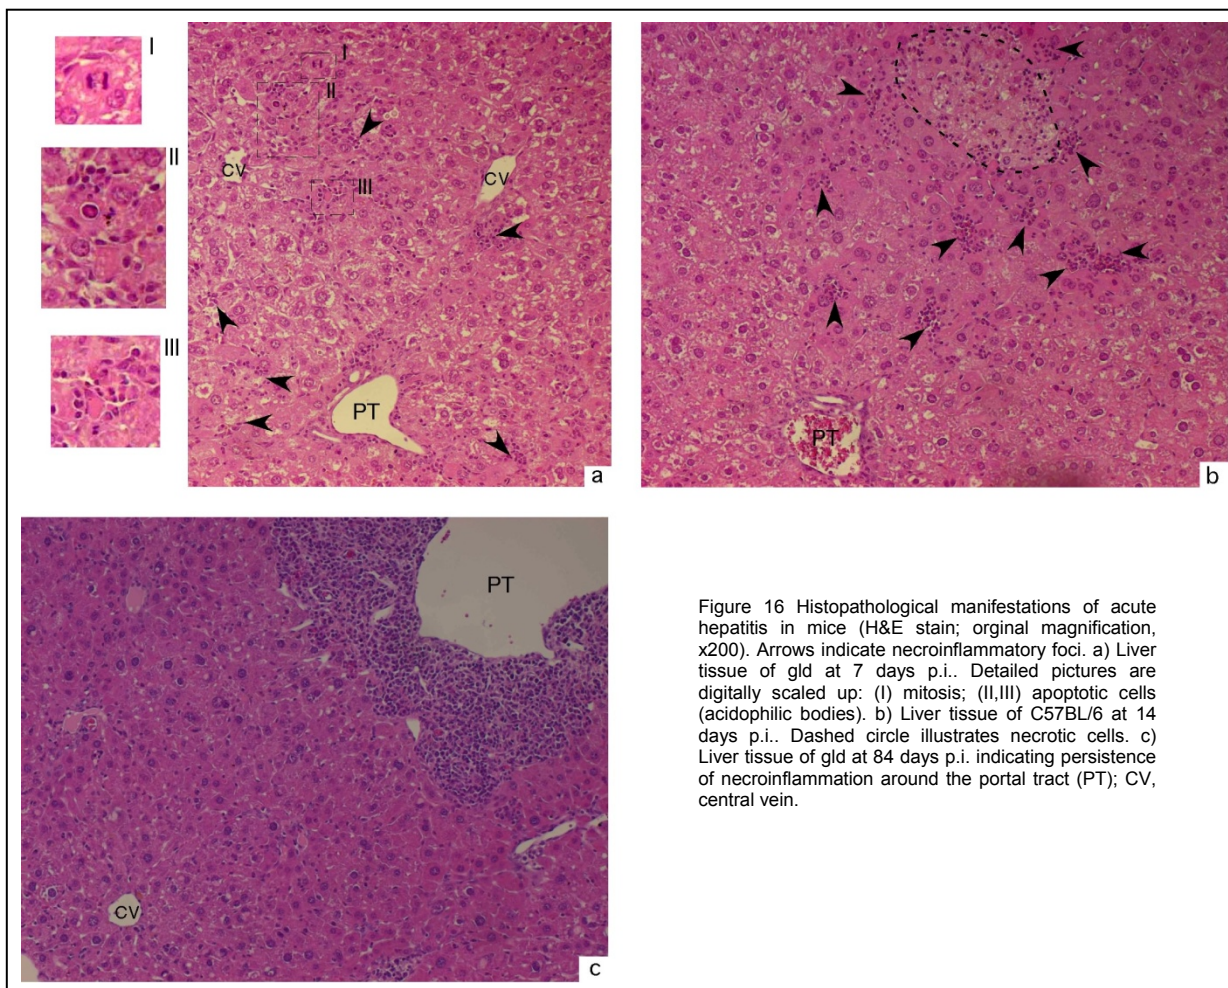 I
II
III
I
II
III
CV
CV
PT
a
PT
b
PT
CV
c
Figure 16 Histopathological manifestations of acute
hepatitis in mice (H&E stain; orginal magnification,
x200). Arrows indicate necroinflammatory foci. a) Liver
tissue of gld at 7 days p.i.. Detailed pictures are
digitally scaled up: (I) mitosis; (II,III) apoptotic cells
(acidophilic bodies). b) Liver tissue of C57BL/6 at 14
days p.i.. Dashed circle illustrates necrotic cells. c)
Liver tissue of gld at 84 days p.i. indicating persistence
of necroinflammation around the portal tract (PT); CV,
central vein.